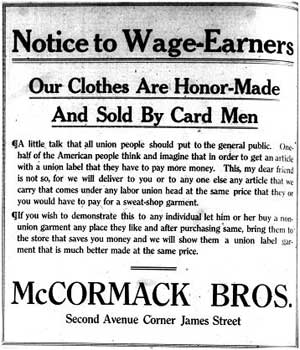 Notice to Wage-Earners
Our Clothes Are Honor-Made
And Sold By Card Men
¶A little talk that all union people should put to the general public. One-
half of the American people think and imagine that in order to get an article
with a union label that they have to pay more money. This, my dear friend
is not so, for we will deliver to you or to any one else any article that we
carry that comes under any labor union head at the same price that they or
you would have to pay for a sweat-shop garment.
¶If you wish to demonstrate this to any individual let him or her buy a non-
union garment any place they like and after purchasing same, bring them to
the store that saves you money and we will show them a union label gar-
ment that is much better made at the same price.
McCORMACK BROS.
Second Avenue Corner James Street